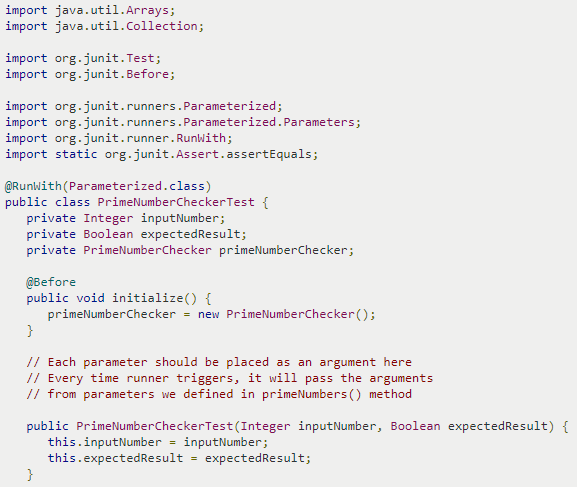 import java.util.Arrays;
import java.util.Collection;

import org.junit.Test;
import org.junit.Before;

import org.junit.runners.Parameterized;
import org.junit.runners.Parameterized.Parameters;
import org.junit.runner.RunWith;
import static org.junit.Assert.assertEquals;

@RunWith(Parameterized.class)
public class PrimeNumberCheckerTest {
   private Integer inputNumber;
   private Boolean expectedResult;
   private PrimeNumberChecker primeNumberChecker;

   @Before
   public void initialize() {
      primeNumberChecker = new PrimeNumberChecker();
   }

   // Each parameter should be placed as an argument here
   // Every time runner triggers, it will pass the arguments
   // from parameters we defined in primeNumbers() method

   public PrimeNumberCheckerTest(Integer inputNumber, Boolean expectedResult) {
      this.inputNumber = inputNumber;
      this.expectedResult = expectedResult;
   }